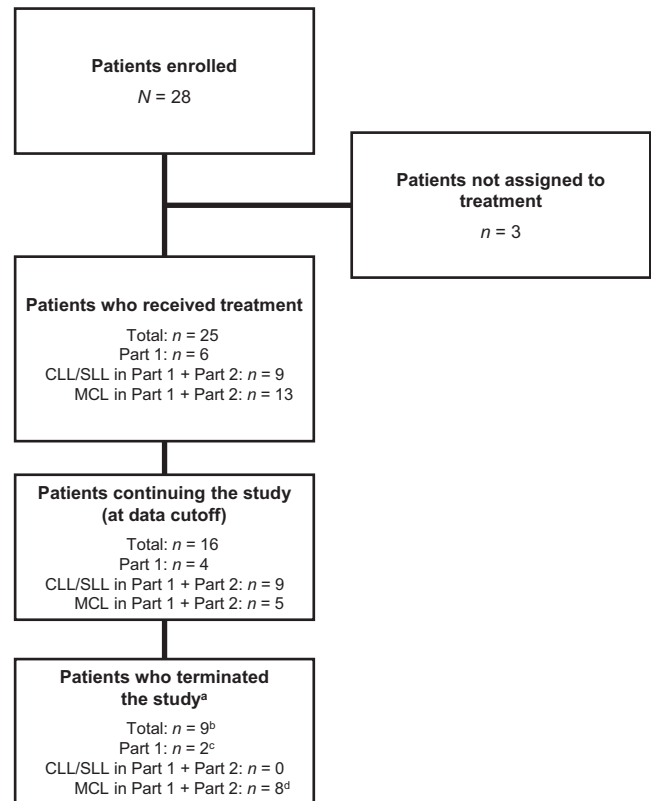 Patients enrolled
N = 28
Patients not assigned to
treatment
n = 3
Patients who received treatment
Total: n = 25
Part 1: n = 6
CLL/SLL in Part 1 + Part 2: n = 9
MCL in Part 1 + Part 2: n = 13
Patients continuing the study
(at data cutoff)
Total: n = 16
Part 1: n = 4
CLL/SLL in Part 1 + Part 2: n = 9
MCL in Part 1 + Part 2: n = 5
Patients who terminated
the studyᵃ
Total: n = 9ᵇ
Part 1: n = 2ᶜ
CLL/SLL in Part 1 + Part 2: n = 0
MCL in Part 1 + Part 2: n = 8ᵈ